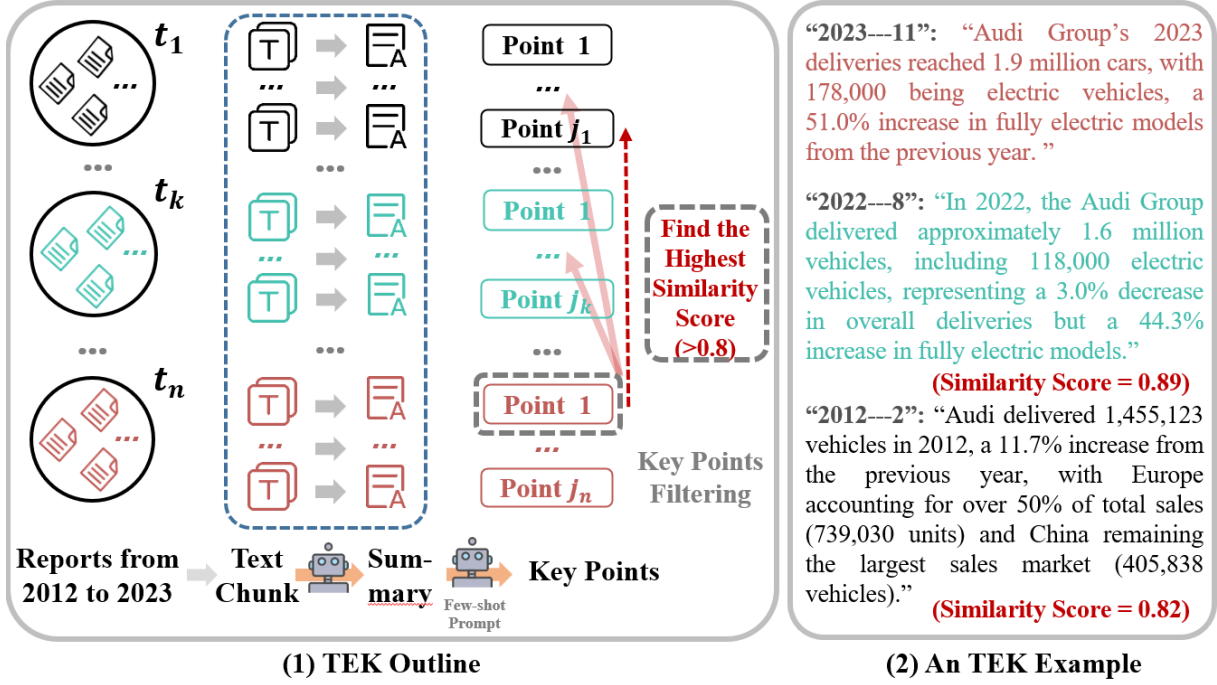 t_1
T
A
Point 1
...
...
...
...
T
A
Point j_1
...
...
...
t_k
T
A
Point 1
...
...
...
...
T
A
Point j_k
...
...
...
t_n
T
A
Point 1
...
...
...
...
T
A
Point j_n
Find the
Highest
Similarity
Score
(>0.8)
Key Points
Filtering
Reports from
2012 to 2023
Text
Chunk
Sum-
mary
Few-shot
Prompt
Key Points
(1) TEK Outline
“2023---11”: “Audi Group’s 2023
deliveries reached 1.9 million cars, with
178,000 being electric vehicles, a
51.0% increase in fully electric models
from the previous year. ”
“2022---8”: “In 2022, the Audi Group
delivered approximately 1.6 million
vehicles, including 118,000 electric
vehicles, representing a 3.0% decrease
in overall deliveries but a 44.3%
increase in fully electric models.”
(Similarity Score = 0.89)
“2012---2”: “Audi delivered 1,455,123
vehicles in 2012, a 11.7% increase from
the previous year, with Europe
accounting for over 50% of total sales
(739,030 units) and China remaining
the largest sales market (405,838
vehicles).”
(Similarity Score = 0.82)
(2) An TEK Example